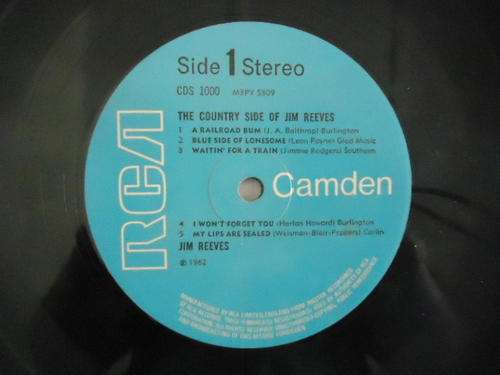 Side 1 Stereo
CDS 1000 M3PY 5809
THE COUNTRY SIDE OF JIM REEVES
1 A RAILROAD BUM (J. A. Balthrop) Burlington
2 BLUE SIDE OF LONESOME (Leon Payne) Glad Music
3 WAITIN' FOR A TRAIN (Jimmie Rodgers) Southern
RCA
Camden
4 I WON'T FORGET YOU (Harlan Howard) Burlington
5 MY LIPS ARE SEALED (Weisman-Blair-Peppers) Carlin
JIM REEVES
℗ 1962